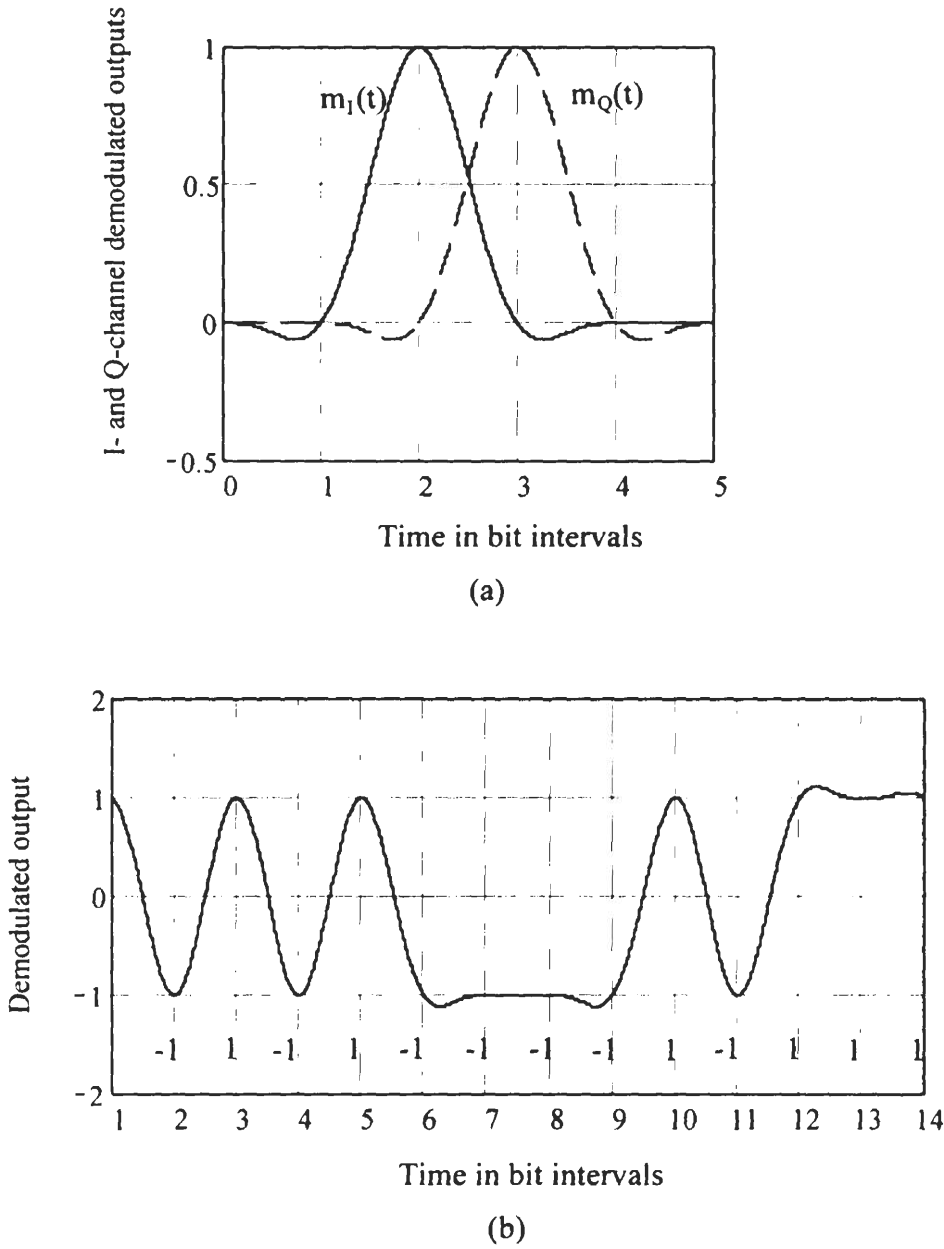 I- and Q-channel demodulated outputs
1
0.5
0
-0.5
m_I(t)
m_Q(t)
0 1 2 3 4 5
Time in bit intervals
(a)
Demodulated output
2
1
0
-1
-2
-1 1 -1 1 -1 -1 -1 -1 1 -1 1 1 1
1 2 3 4 5 6 7 8 9 10 11 12 13 14
Time in bit intervals
(b)